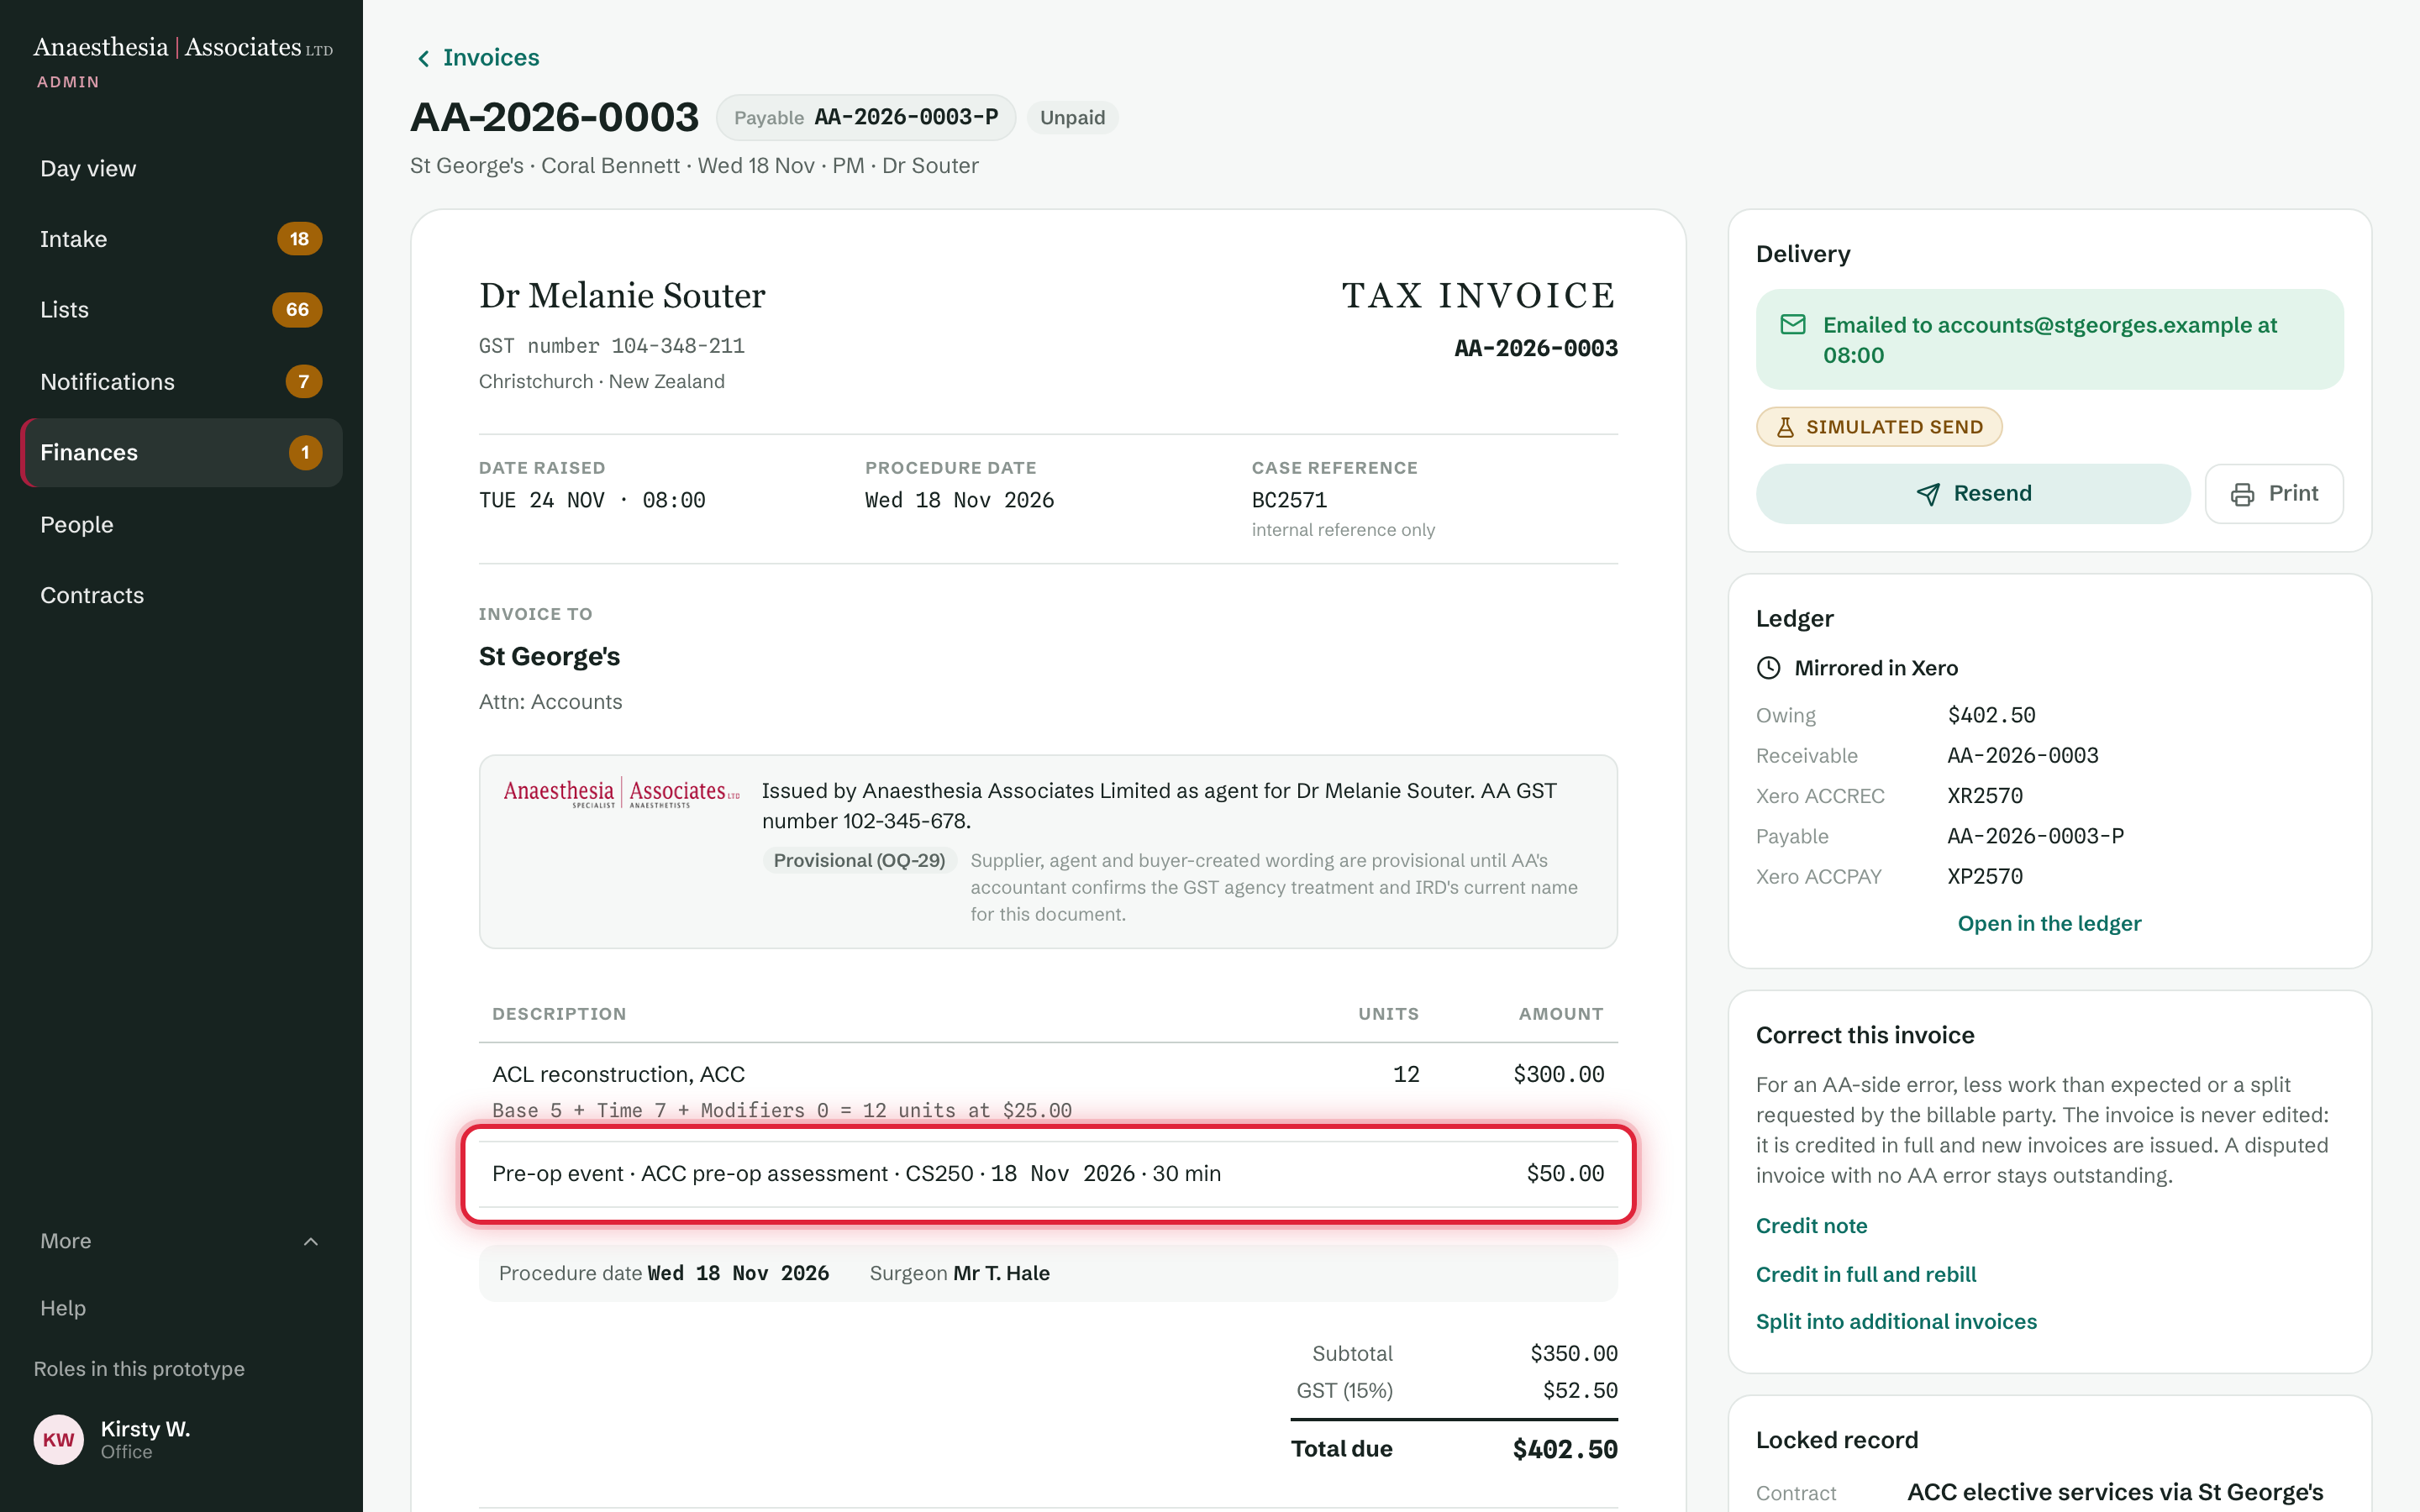 Anaesthesia | Associates LTD
ADMIN
Day view
Intake 18
Lists 66
Notifications 7
Finances 1
People
Contracts
More
Help
Roles in this prototype
KW
Kirsty W.
Office
Invoices
AA-2026-0003 Payable AA-2026-0003-P Unpaid
St George's · Coral Bennett · Wed 18 Nov · PM · Dr Souter
Dr Melanie Souter
GST number 104-348-211
Christchurch · New Zealand
TAX INVOICE
AA-2026-0003
DATE RAISED
TUE 24 NOV · 08:00
PROCEDURE DATE
Wed 18 Nov 2026
CASE REFERENCE
BC2571
internal reference only
INVOICE TO
St George's
Attn: Accounts
Anaesthesia | Associates LTD
SPECIALIST ANAESTHETISTS
Issued by Anaesthesia Associates Limited as agent for Dr Melanie Souter. AA GST
number 102-345-678.
Provisional (OQ-29)
Supplier, agent and buyer-created wording are provisional until AA's
accountant confirms the GST agency treatment and IRD's current name
for this document.
DESCRIPTION UNITS AMOUNT
ACL reconstruction, ACC 12 $300.00
Base 5 + Time 7 + Modifiers 0 = 12 units at $25.00
Pre-op event · ACC pre-op assessment · CS250 · 18 Nov 2026 · 30 min $50.00
Procedure date Wed 18 Nov 2026 Surgeon Mr T. Hale
Subtotal $350.00
GST (15%) $52.50
Total due $402.50
Delivery
Emailed to accounts@stgeorges.example at
08:00
SIMULATED SEND
Resend
Print
Ledger
Mirrored in Xero
Owing $402.50
Receivable AA-2026-0003
Xero ACCREC XR2570
Payable AA-2026-0003-P
Xero ACCPAY XP2570
Open in the ledger
Correct this invoice
For an AA-side error, less work than expected or a split
requested by the billable party. The invoice is never edited:
it is credited in full and new invoices are issued. A disputed
invoice with no AA error stays outstanding.
Credit note
Credit in full and rebill
Split into additional invoices
Locked record
Contract ACC elective services via St George's